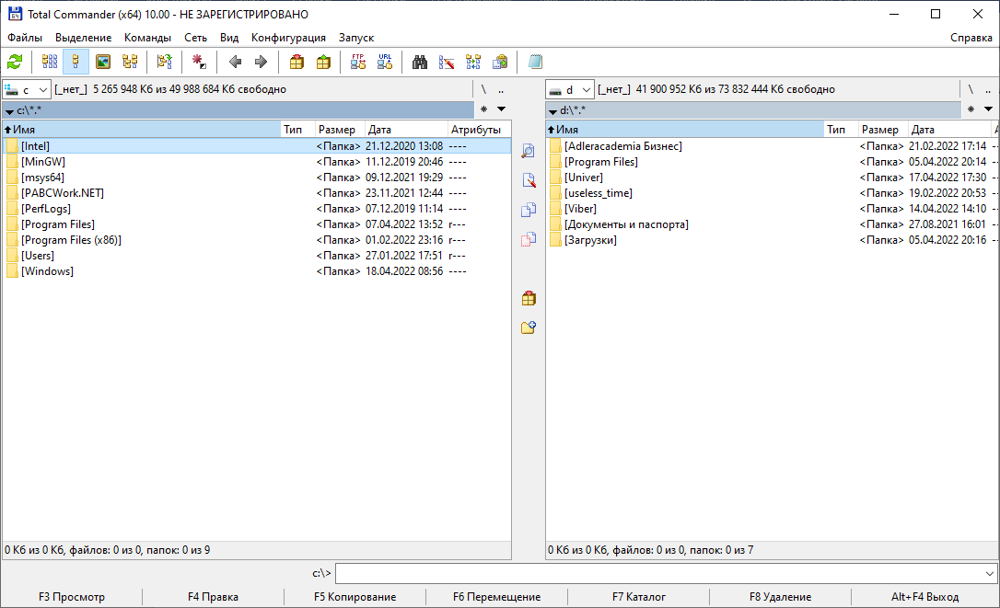 Total Commander (x64) 10.00 - НЕ ЗАРЕГИСТРИРОВАНО
Файлы Выделение Команды Сеть Вид Конфигурация Запуск Справка
FTP URL
c [_нет_] 5 265 948 Кб из 49 988 684 Кб свободно \ ..
c:\*.* * ▼
Имя Тип Размер Дата Атрибуты
[Intel] <Папка> 21.12.2020 13:08 ----
[MinGW] <Папка> 11.12.2019 20:46 ----
[msys64] <Папка> 09.12.2021 19:29 ----
[PABCWork.NET] <Папка> 23.11.2021 12:44 ----
[PerfLogs] <Папка> 07.12.2019 11:14 ----
[Program Files] <Папка> 07.04.2022 13:52 r---
[Program Files (x86)] <Папка> 01.02.2022 23:16 r---
[Users] <Папка> 27.01.2022 17:51 r---
[Windows] <Папка> 18.04.2022 08:56 ----
0 Кб из 0 Кб, файлов: 0 из 0, папок: 0 из 9
d [_нет_] 41 900 952 Кб из 73 832 444 Кб свободно \ ..
d:\*.* * ▼
Имя Тип Размер Дата А
[Adleracademia Бизнес] <Папка> 21.02.2022 17:14 --
[Program Files] <Папка> 05.04.2022 20:14 --
[Univer] <Папка> 17.04.2022 17:30 --
[useless_time] <Папка> 19.02.2022 20:53 --
[Viber] <Папка> 14.04.2022 14:10 --
[Документы и паспорта] <Папка> 27.08.2021 16:01 --
[Загрузки] <Папка> 05.04.2022 20:16 --
0 Кб из 0 Кб, файлов: 0 из 0, папок: 0 из 7
c:\>
F3 Просмотр F4 Правка F5 Копирование F6 Перемещение F7 Каталог F8 Удаление Alt+F4 Выход